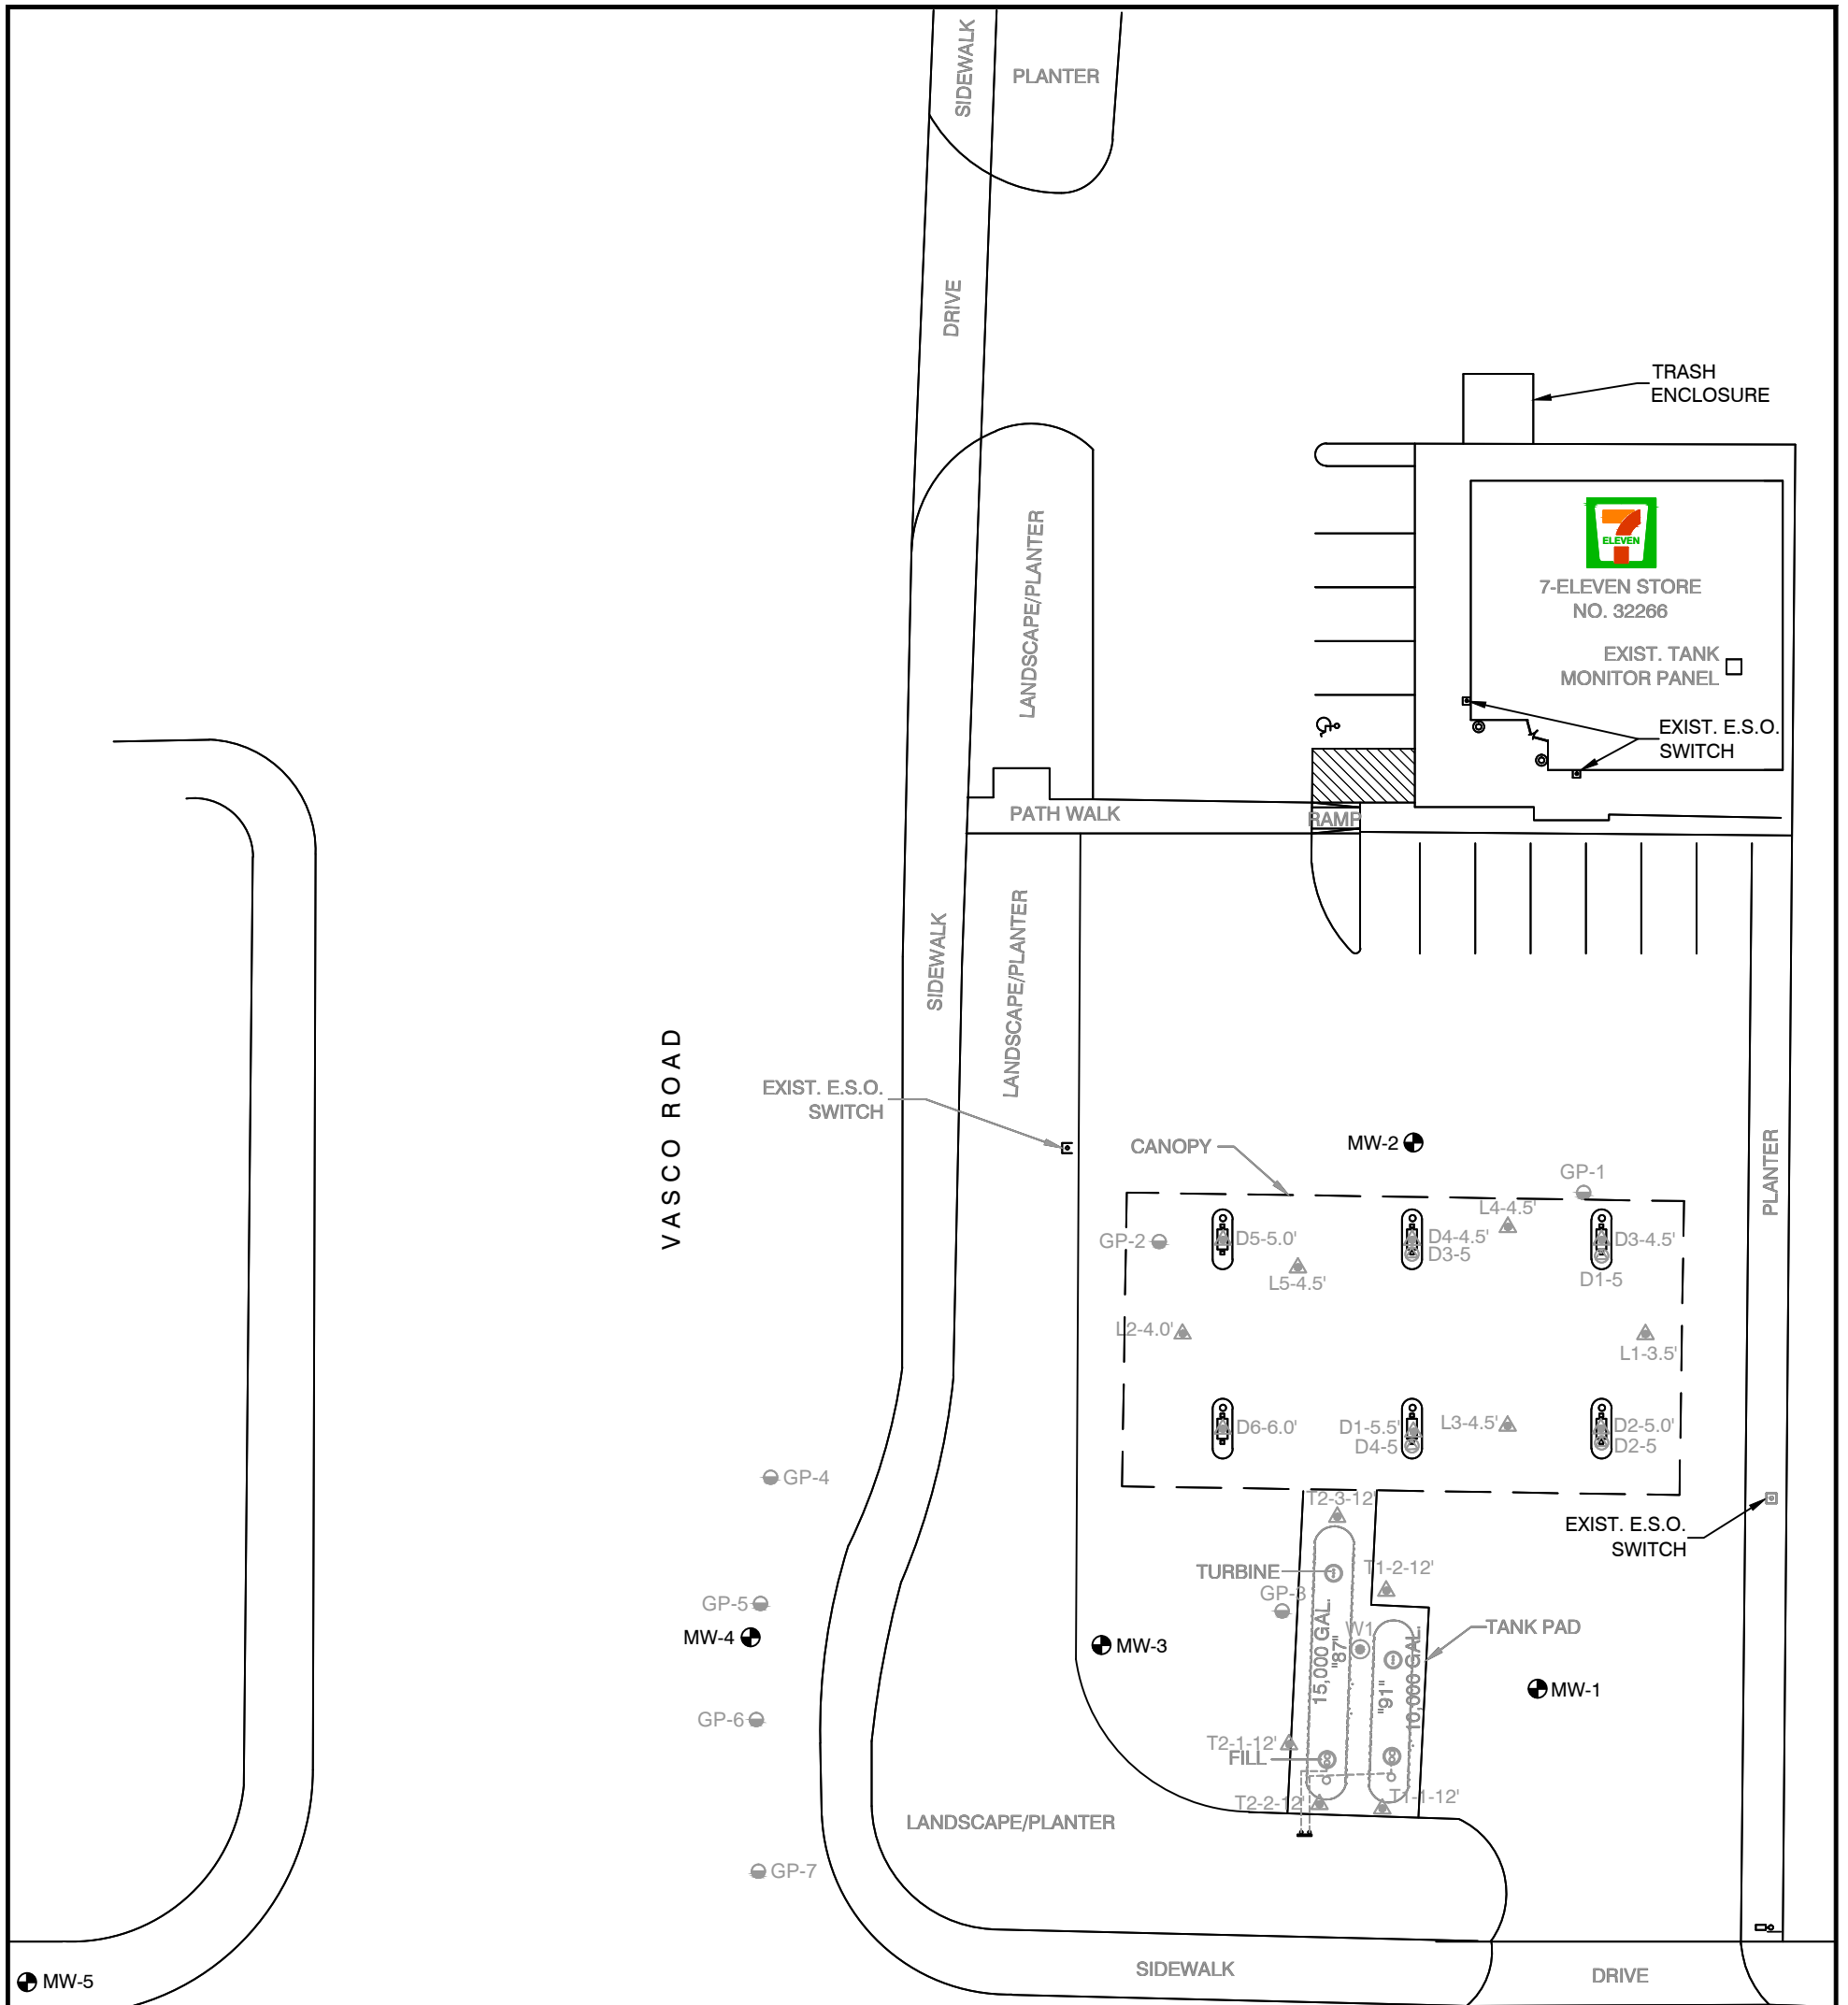 SIDEWALK
PLANTER
DRIVE
TRASH
ENCLOSURE
7
ELEVEN
7-ELEVEN STORE
NO. 32266
EXIST. TANK
MONITOR PANEL
EXIST. E.S.O.
SWITCH
LANDSCAPE/PLANTER
PATH WALK
RAMP
SIDEWALK
LANDSCAPE/PLANTER
VASCO ROAD
EXIST. E.S.O.
SWITCH
CANOPY
MW-2
GP-1
PLANTER
L4-4.5'
GP-2
D5-5.0'
D4-4.5'
D3-5
D3-4.5'
D1-5
L5-4.5'
L2-4.0'
L1-3.5'
D6-6.0'
D1-5.5'
D4-5
L3-4.5'
D2-5.0'
D2-5
GP-4
T2-3-12'
EXIST. E.S.O.
SWITCH
TURBINE
T1-2-12'
GP-5
GP-3
MW-4
MW-3
W1
15,000 GAL.
"87"
"91"
10,000 GAL.
TANK PAD
MW-1
GP-6
T2-1-12'
FILL
T2-2-12'
T1-1-12'
LANDSCAPE/PLANTER
GP-7
SIDEWALK
DRIVE
MW-5